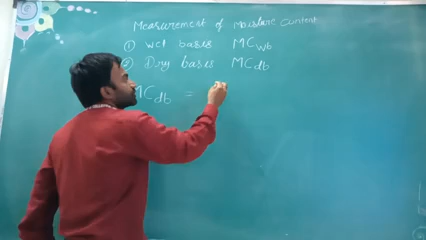 Measurement of Moisture Content
① Wet basis MCwb
② Dry basis MCdb
MCdb =